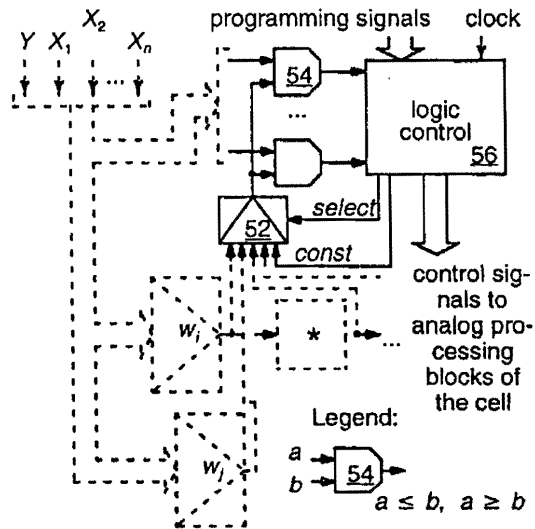 programming signals
clock
Y X1 X2 ... Xn
54
...
logic
control
56
select
52
const
control sig-
nals to
analog pro-
cessing
blocks of
the cell
wi
*
...
wj
Legend:
a
b
54
a ≤ b, a ≥ b